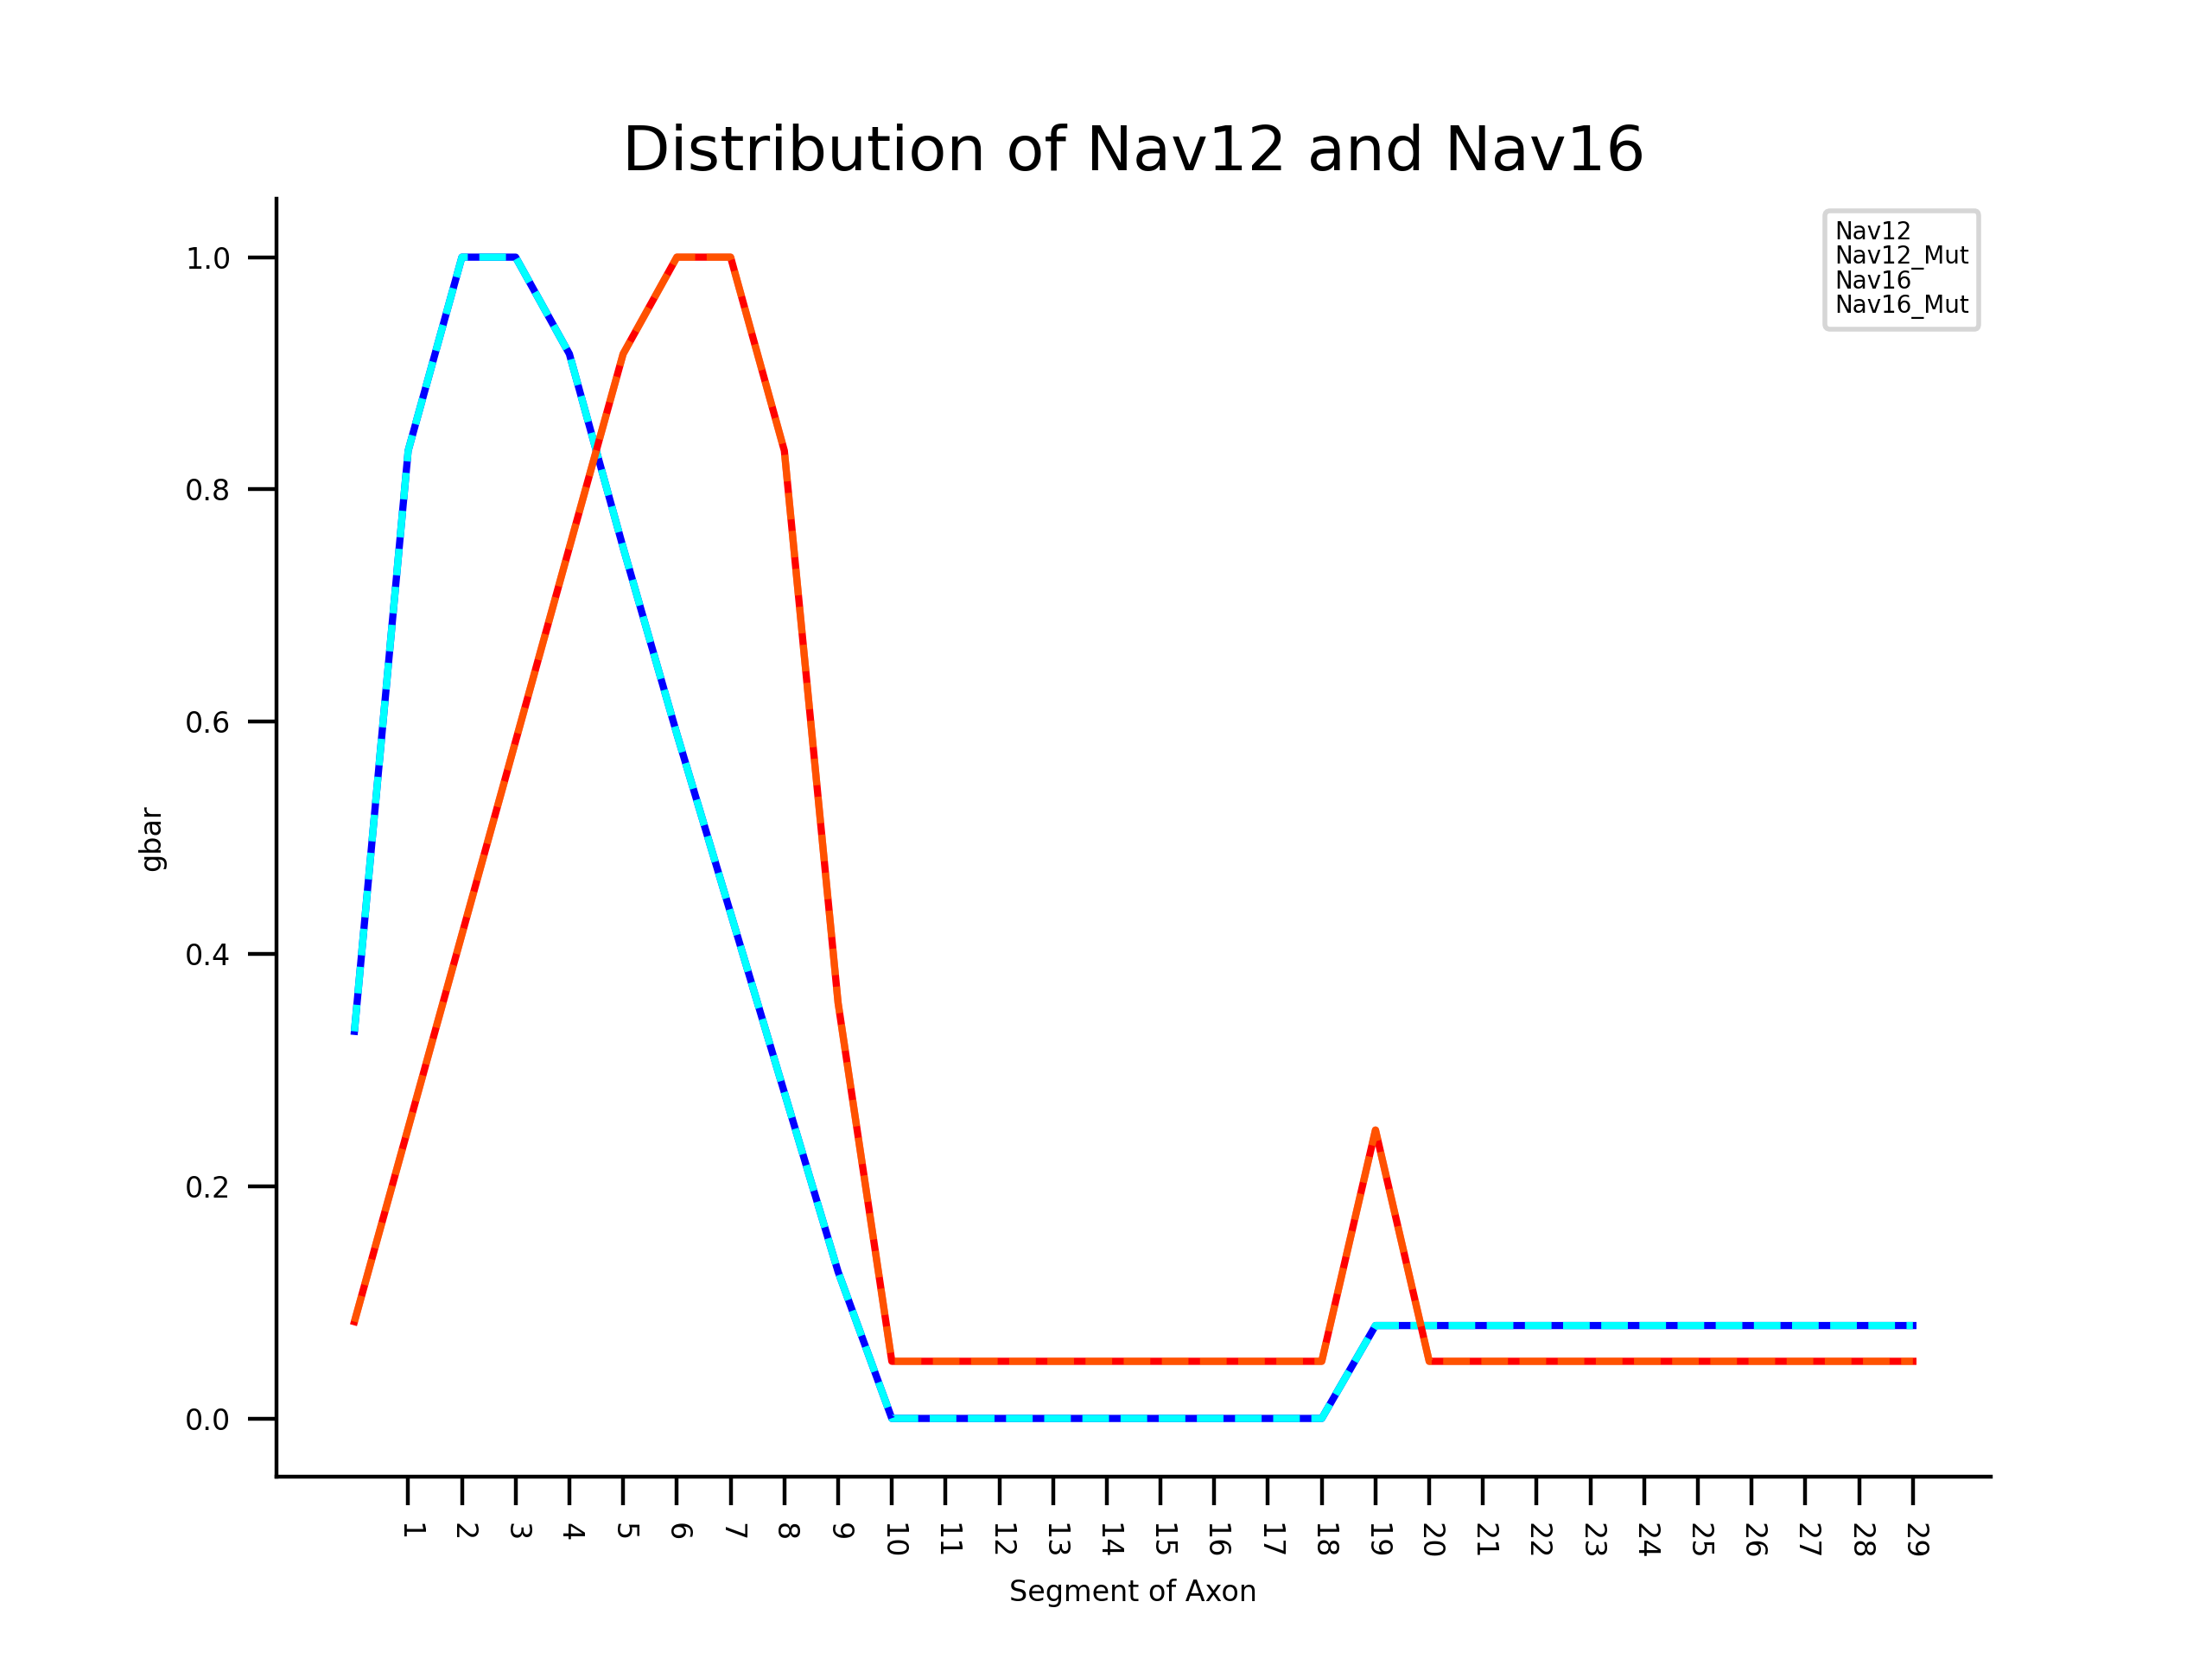 Distribution of Nav12 and Nav16
Nav12
Nav12_Mut
Nav16
Nav16_Mut
1.0
0.8
0.6
0.4
0.2
0.0
gbar
1 2 3 4 5 6 7 8 9 10 11 12 13 14 15 16 17 18 19 20 21 22 23 24 25 26 27 28 29
Segment of Axon